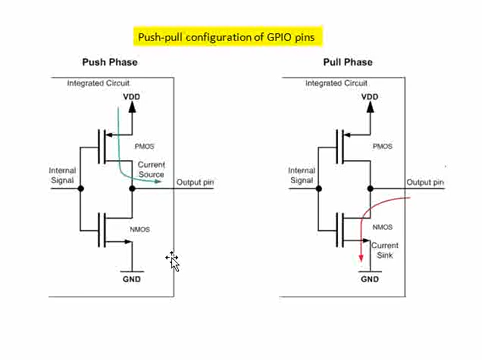 Push-pull configuration of GPIO pins
Push Phase
Integrated Circuit
VDD
PMOS
Current
Source
Internal
Signal
Output pin
NMOS
GND
Pull Phase
Integrated Circuit
VDD
PMOS
Internal
Signal
Output pin
NMOS
Current
Sink
GND